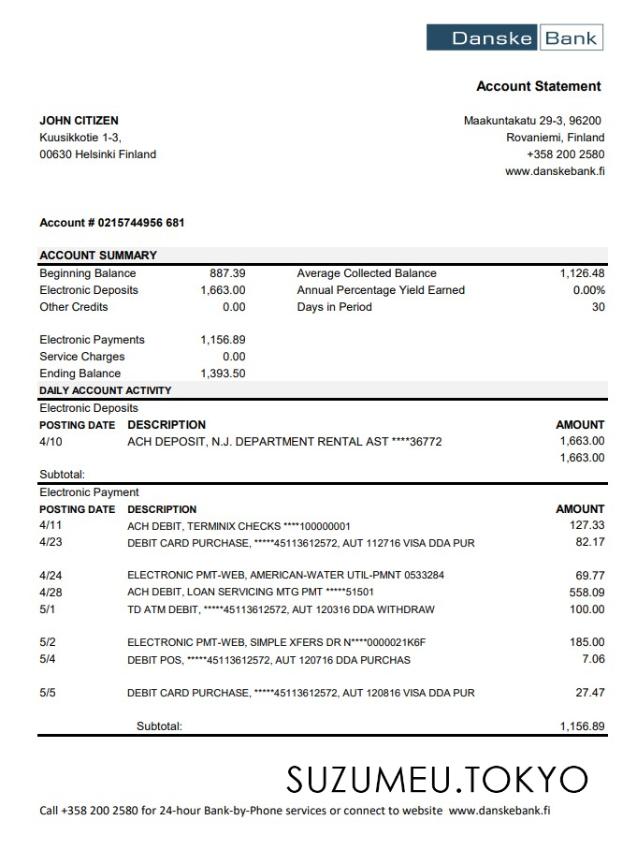 Danske Bank
Account Statement
JOHN CITIZEN
Kuusikkotie 1-3,
00630 Helsinki Finland
Maakuntakatu 29-3, 96200
Rovaniemi, Finland
+358 200 2580
www.danskebank.fi
Account # 0215744956 681
ACCOUNT SUMMARY
Beginning Balance 887.39 Average Collected Balance 1,126.48
Electronic Deposits 1,663.00 Annual Percentage Yield Earned 0.00%
Other Credits 0.00 Days in Period 30
Electronic Payments 1,156.89
Service Charges 0.00
Ending Balance 1,393.50
DAILY ACCOUNT ACTIVITY
Electronic Deposits
POSTING DATE DESCRIPTION AMOUNT
4/10 ACH DEPOSIT, N.J. DEPARTMENT RENTAL AST ****36772 1,663.00
1,663.00
Subtotal:
Electronic Payment
POSTING DATE DESCRIPTION AMOUNT
4/11 ACH DEBIT, TERMINIX CHECKS ****100000001 127.33
4/23 DEBIT CARD PURCHASE, *****45113612572, AUT 112716 VISA DDA PUR 82.17
4/24 ELECTRONIC PMT-WEB, AMERICAN-WATER UTIL-PMNT 0533284 69.77
4/28 ACH DEBIT, LOAN SERVICING MTG PMT *****51501 558.09
5/1 TD ATM DEBIT, *****45113612572, AUT 120316 DDA WITHDRAW 100.00
5/2 ELECTRONIC PMT-WEB, SIMPLE XFERS DR N****0000021K6F 185.00
5/4 DEBIT POS, *****45113612572, AUT 120716 DDA PURCHAS 7.06
5/5 DEBIT CARD PURCHASE, *****45113612572, AUT 120816 VISA DDA PUR 27.47
Subtotal: 1,156.89
SUZUMEU.TOKYO
Call +358 200 2580 for 24-hour Bank-by-Phone services or connect to website www.danskebank.fi